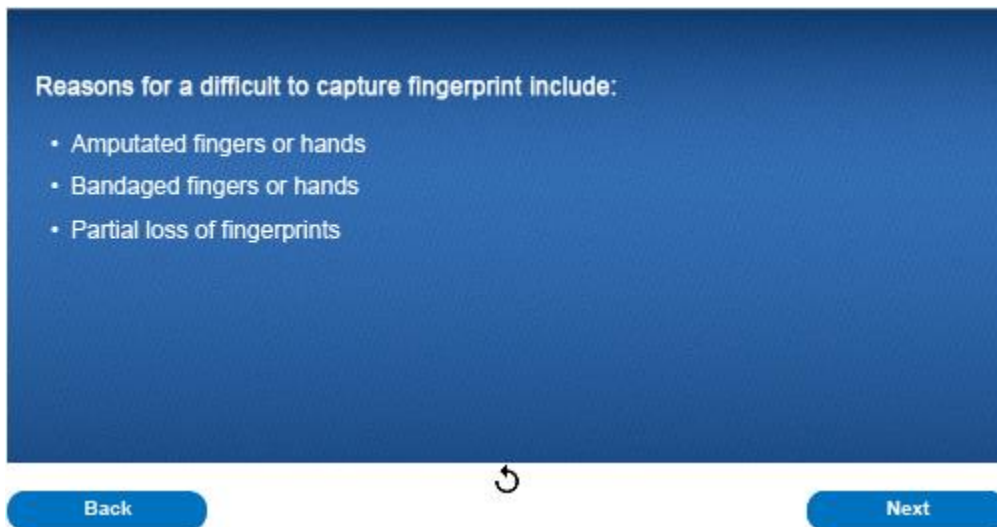 Reasons for a difficult to capture fingerprint include:
• Amputated fingers or hands
• Bandaged fingers or hands
• Partial loss of fingerprints
Back
Next